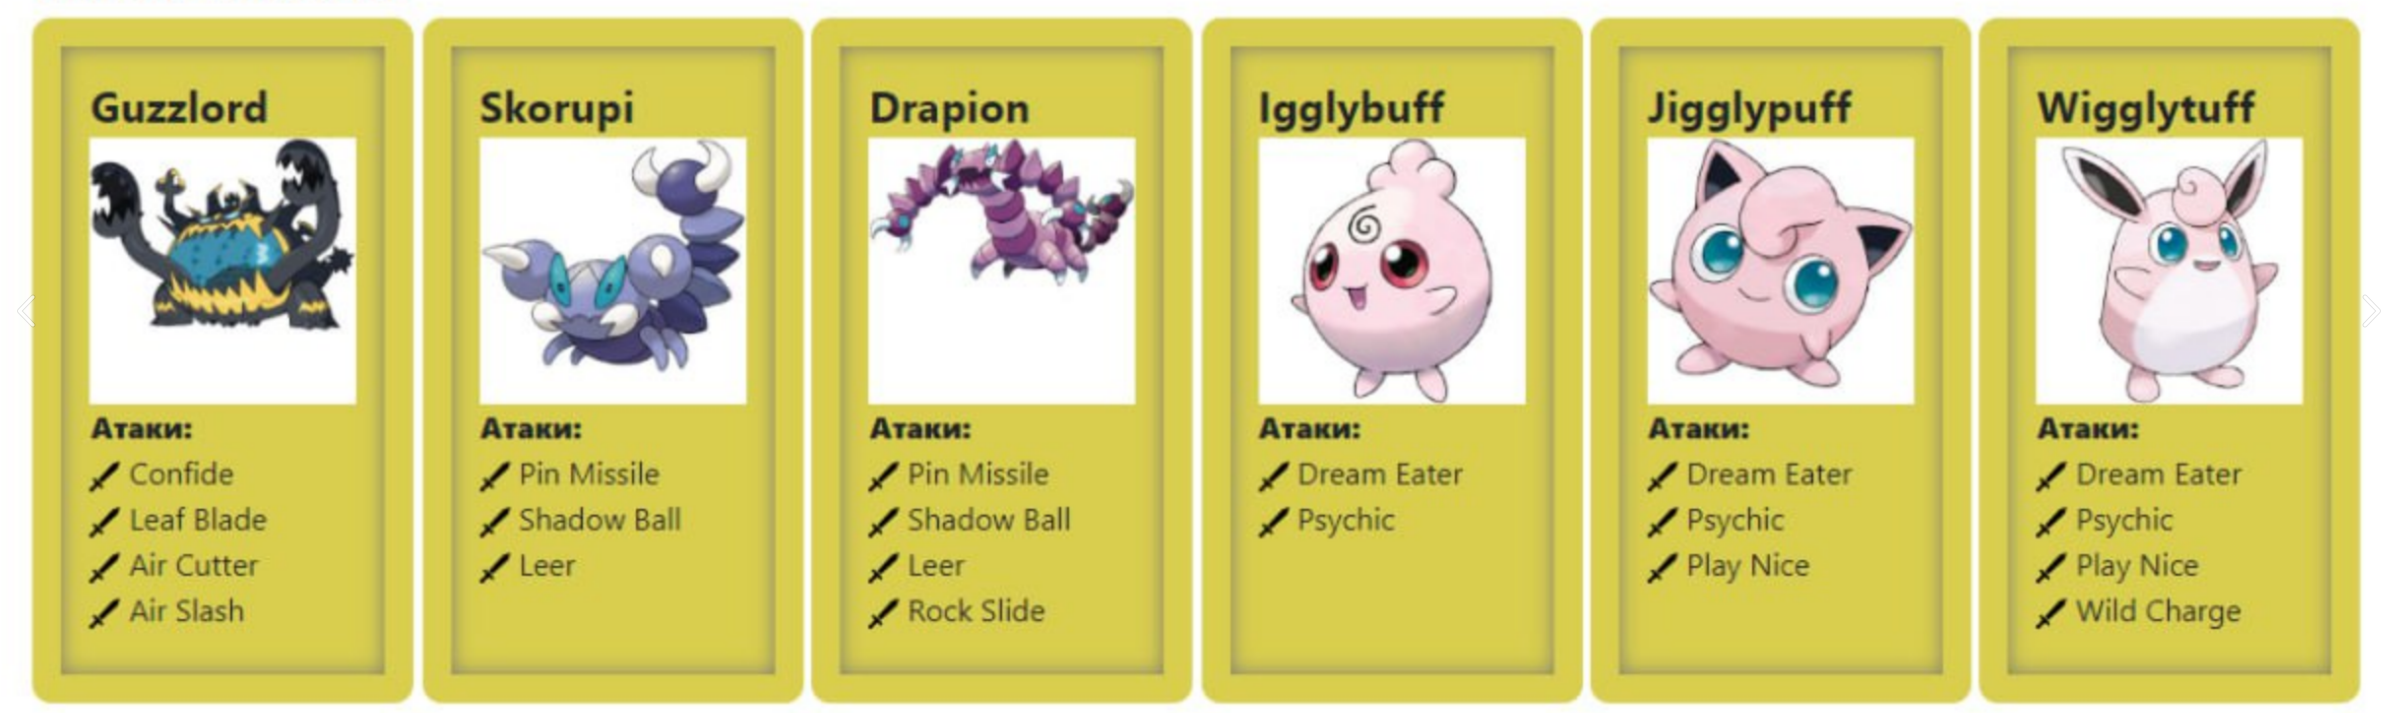 Guzzlord
Атаки:
Confide
Leaf Blade
Air Cutter
Air Slash
Skorupi
Атаки:
Pin Missile
Shadow Ball
Leer
Drapion
Атаки:
Pin Missile
Shadow Ball
Leer
Rock Slide
Igglybuff
Атаки:
Dream Eater
Psychic
Jigglypuff
Атаки:
Dream Eater
Psychic
Play Nice
Wigglytuff
Атаки:
Dream Eater
Psychic
Play Nice
Wild Charge